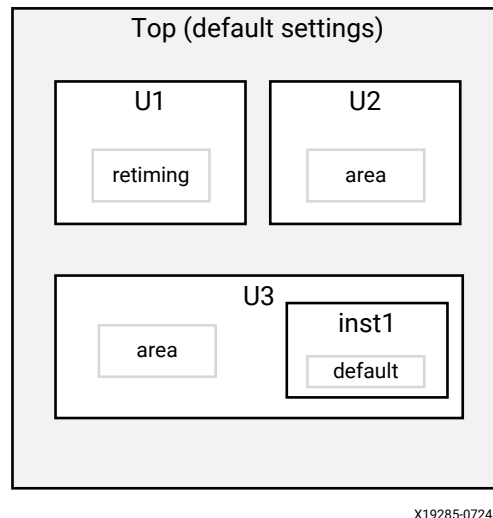 Top (default settings)
U1
U2
retiming
area
U3
inst1
area
default
X19285-0724